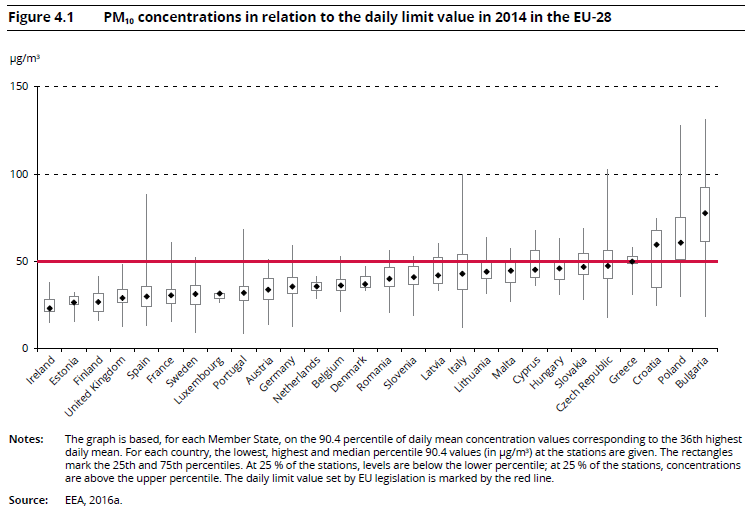 Figure 4.1 PM₁₀ concentrations in relation to the daily limit value in 2014 in the EU-28
µg/m³
150
100
50
0
Ireland
Estonia
Finland
United Kingdom
Spain
France
Sweden
Luxembourg
Portugal
Austria
Germany
Netherlands
Belgium
Denmark
Romania
Slovenia
Latvia
Italy
Lithuania
Malta
Cyprus
Hungary
Slovakia
Czech Republic
Greece
Croatia
Poland
Bulgaria
Notes: The graph is based, for each Member State, on the 90.4 percentile of daily mean concentration values corresponding to the 36th highest
daily mean. For each country, the lowest, highest and median percentile 90.4 values (in µg/m³) at the stations are given. The rectangles
mark the 25th and 75th percentiles. At 25 % of the stations, levels are below the lower percentile; at 25 % of the stations, concentrations
are above the upper percentile. The daily limit value set by EU legislation is marked by the red line.
Source: EEA, 2016a.